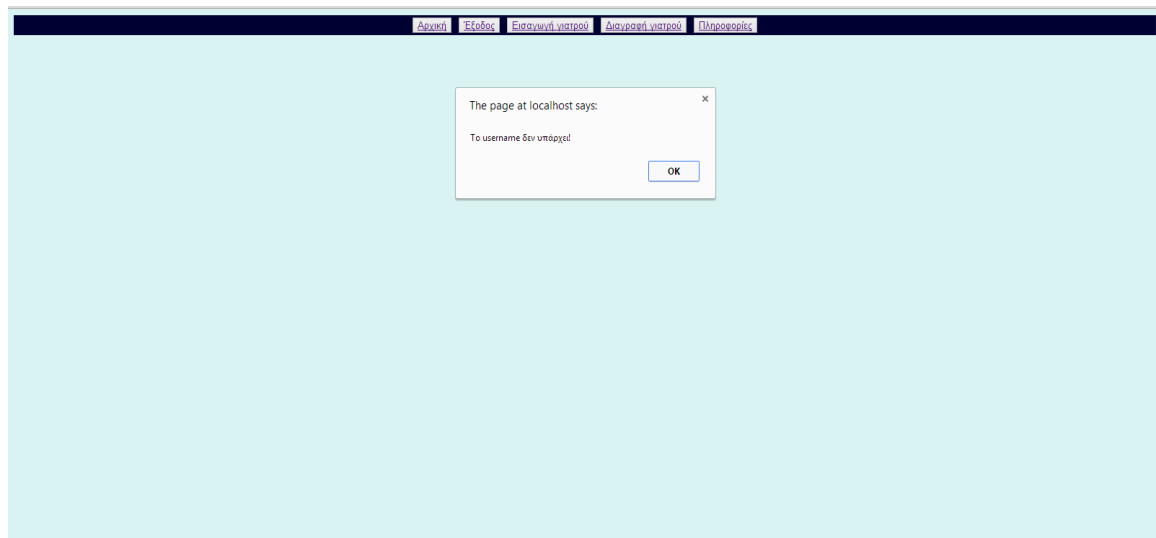 Αρχική Έξοδος Εισαγωγή γιατρού Διαγραφή γιατρού Πληροφορίες
The page at localhost says:
Το username δεν υπάρχει!
OK